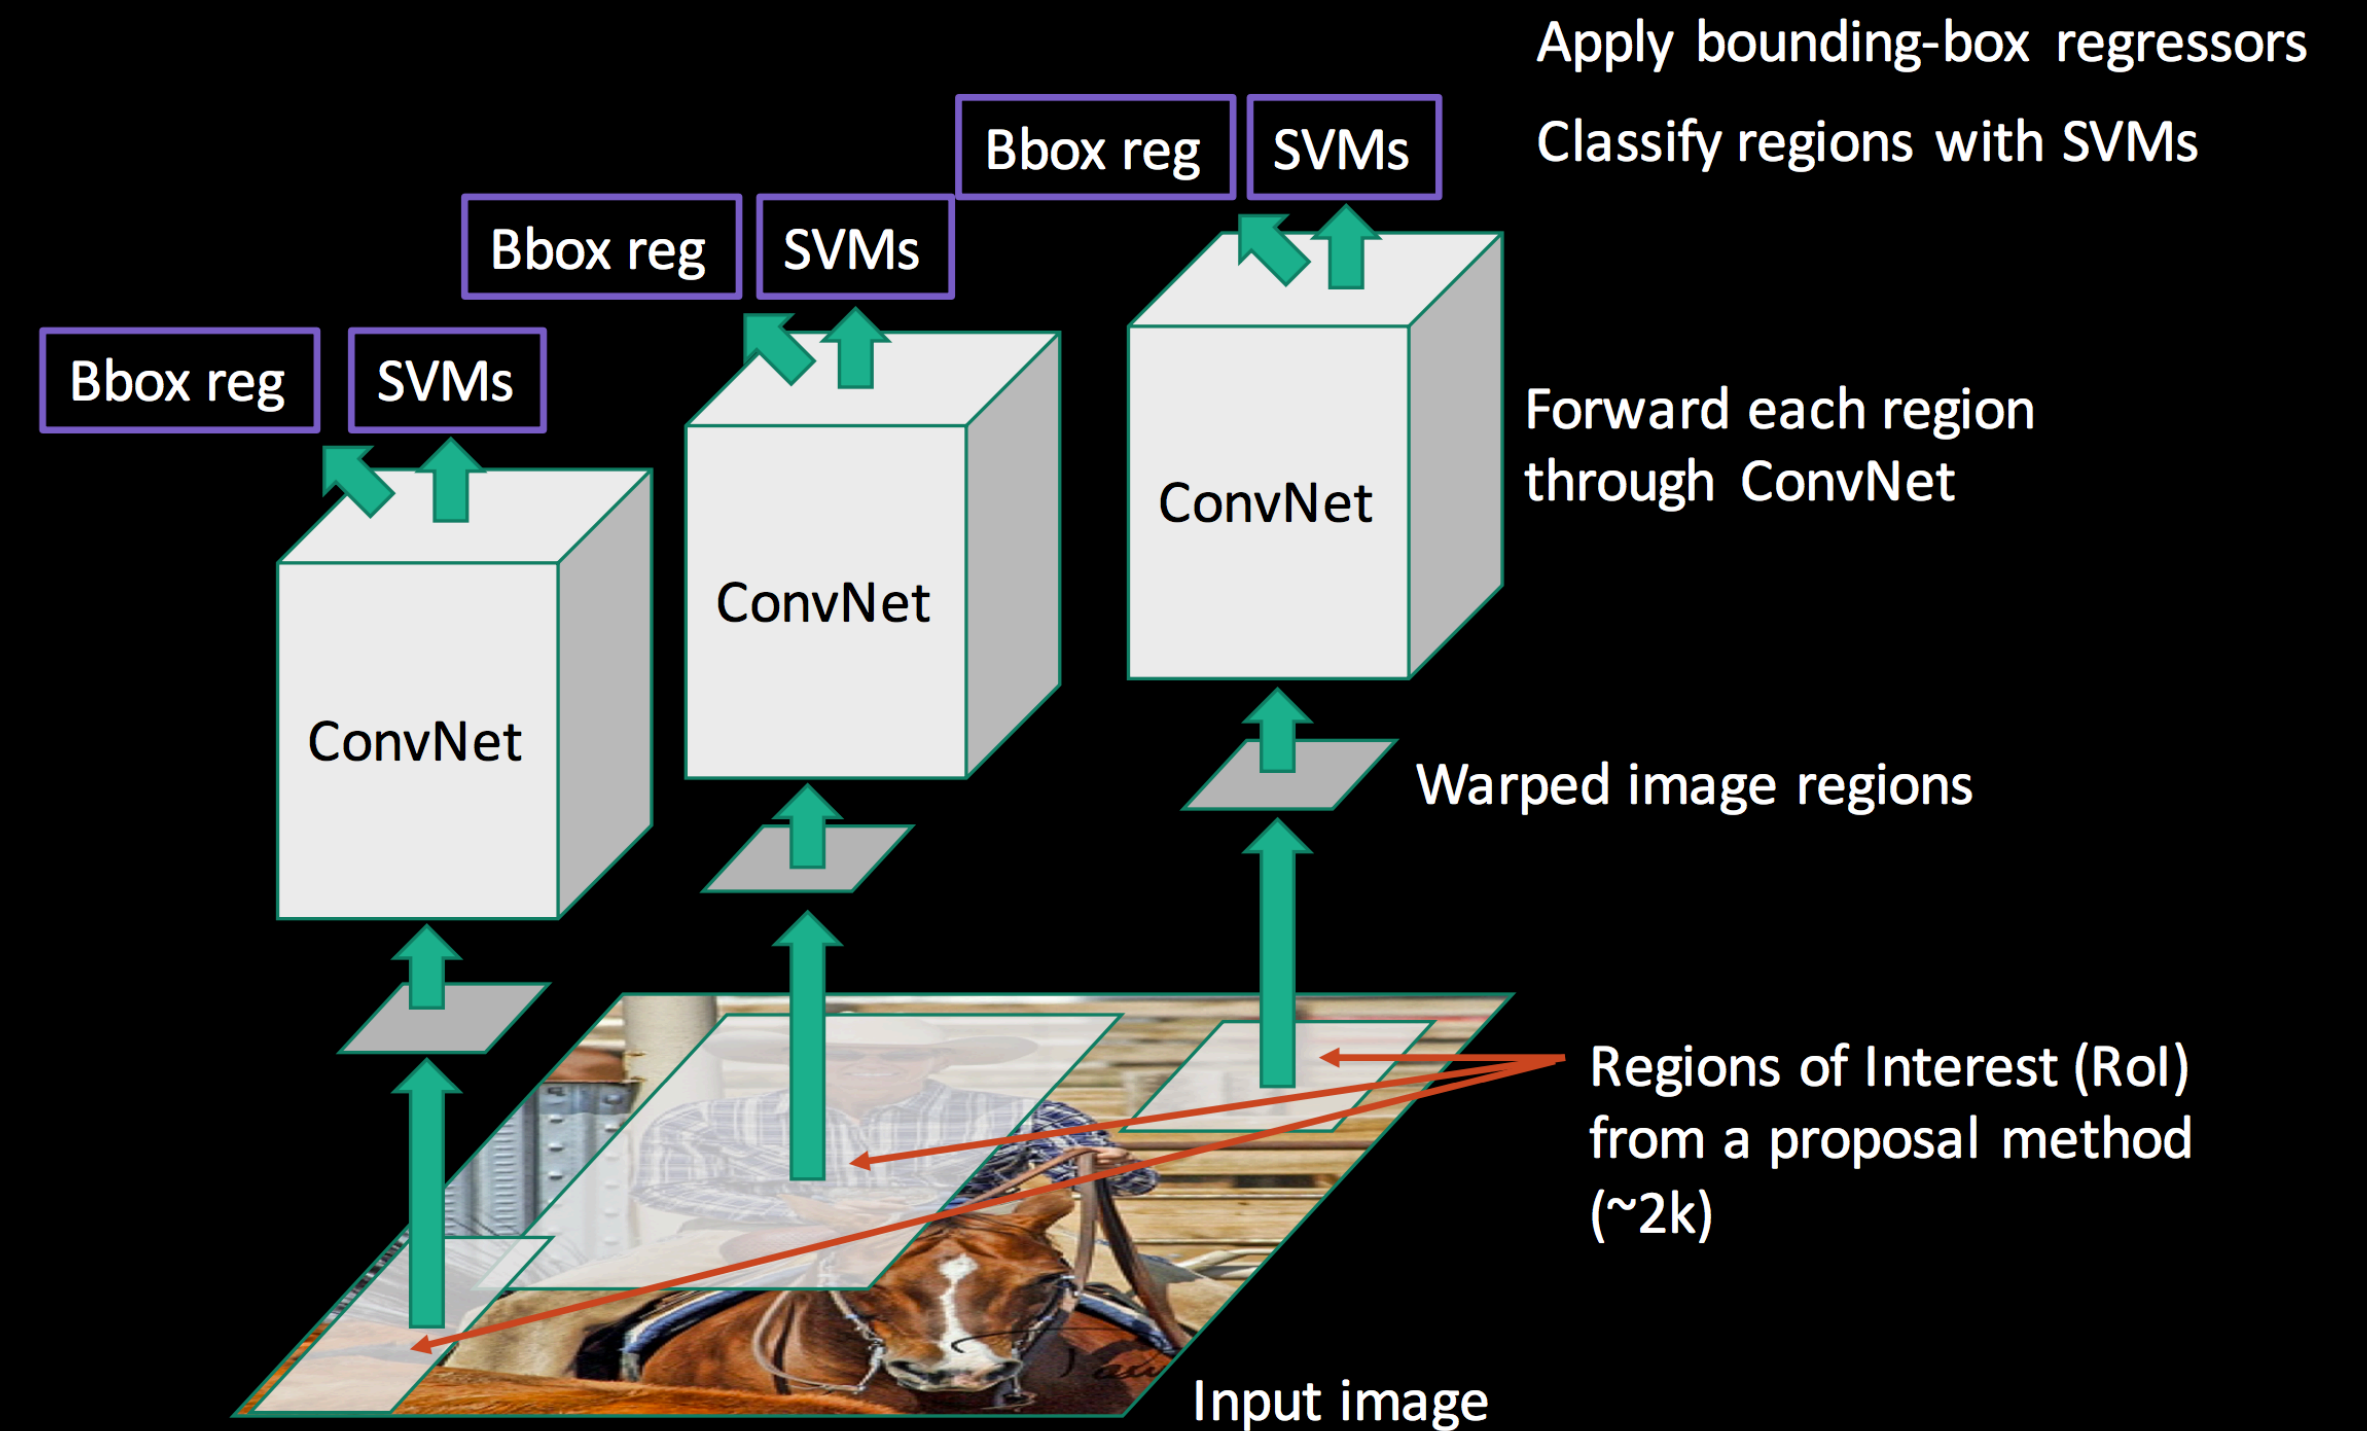 Apply bounding-box regressors
Bbox reg SVMs
Classify regions with SVMs
Bbox reg SVMs
Bbox reg SVMs
Forward each region
through ConvNet
ConvNet
ConvNet
ConvNet
Warped image regions
Regions of Interest (RoI)
from a proposal method
(~2k)
Input image